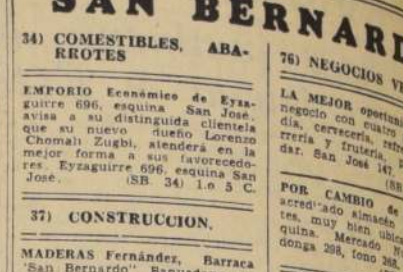 SAN BERNARD
34) COMESTIBLES, ABA-
RROTES
EMPORIO Económico de Eyza-
guirre 696, esquina San José,
avisa a su distinguida clientela
que su nuevo dueño Lorenzo
Chomalí Zugbi, atenderá en la
mejor forma a sus favorecedo-
res. Eyzaguirre 696, esquina San
José. (SB. 34) 1.o 5 C.
37) CONSTRUCCION.
MADERAS Fernández, Barraca
"San Bernardo"
76) NEGOCIOS
LA MEJOR
negocio con cuatro
día, cervecería,
rrería y frutería,
dar. San José 147.
(SB
POR CAMBIO de
almacén
tes, muy bien
quina. Mercado
donga 298, fono 268.